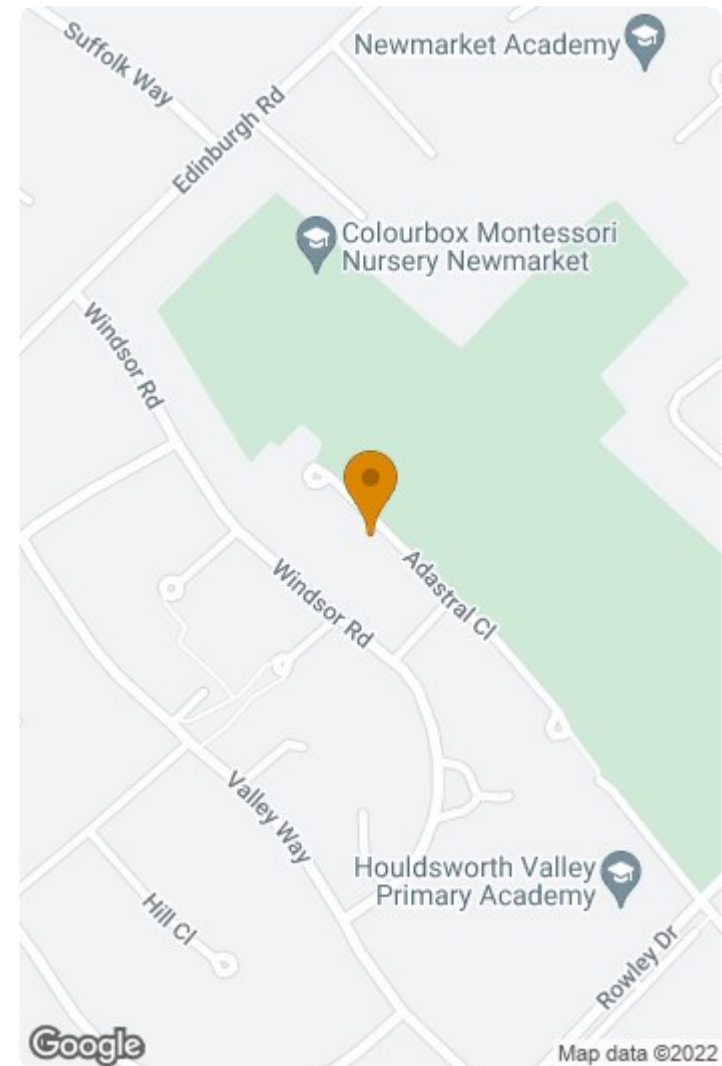 Suffolk Way
Newmarket Academy
Edinburgh Rd
Colourbox Montessori
Nursery Newmarket
Windsor Rd
Adastral Cl
Windsor Rd
Valley Way
Houldsworth Valley
Primary Academy
Hill Cl
Rowley Dr
Google
Map data ©2022